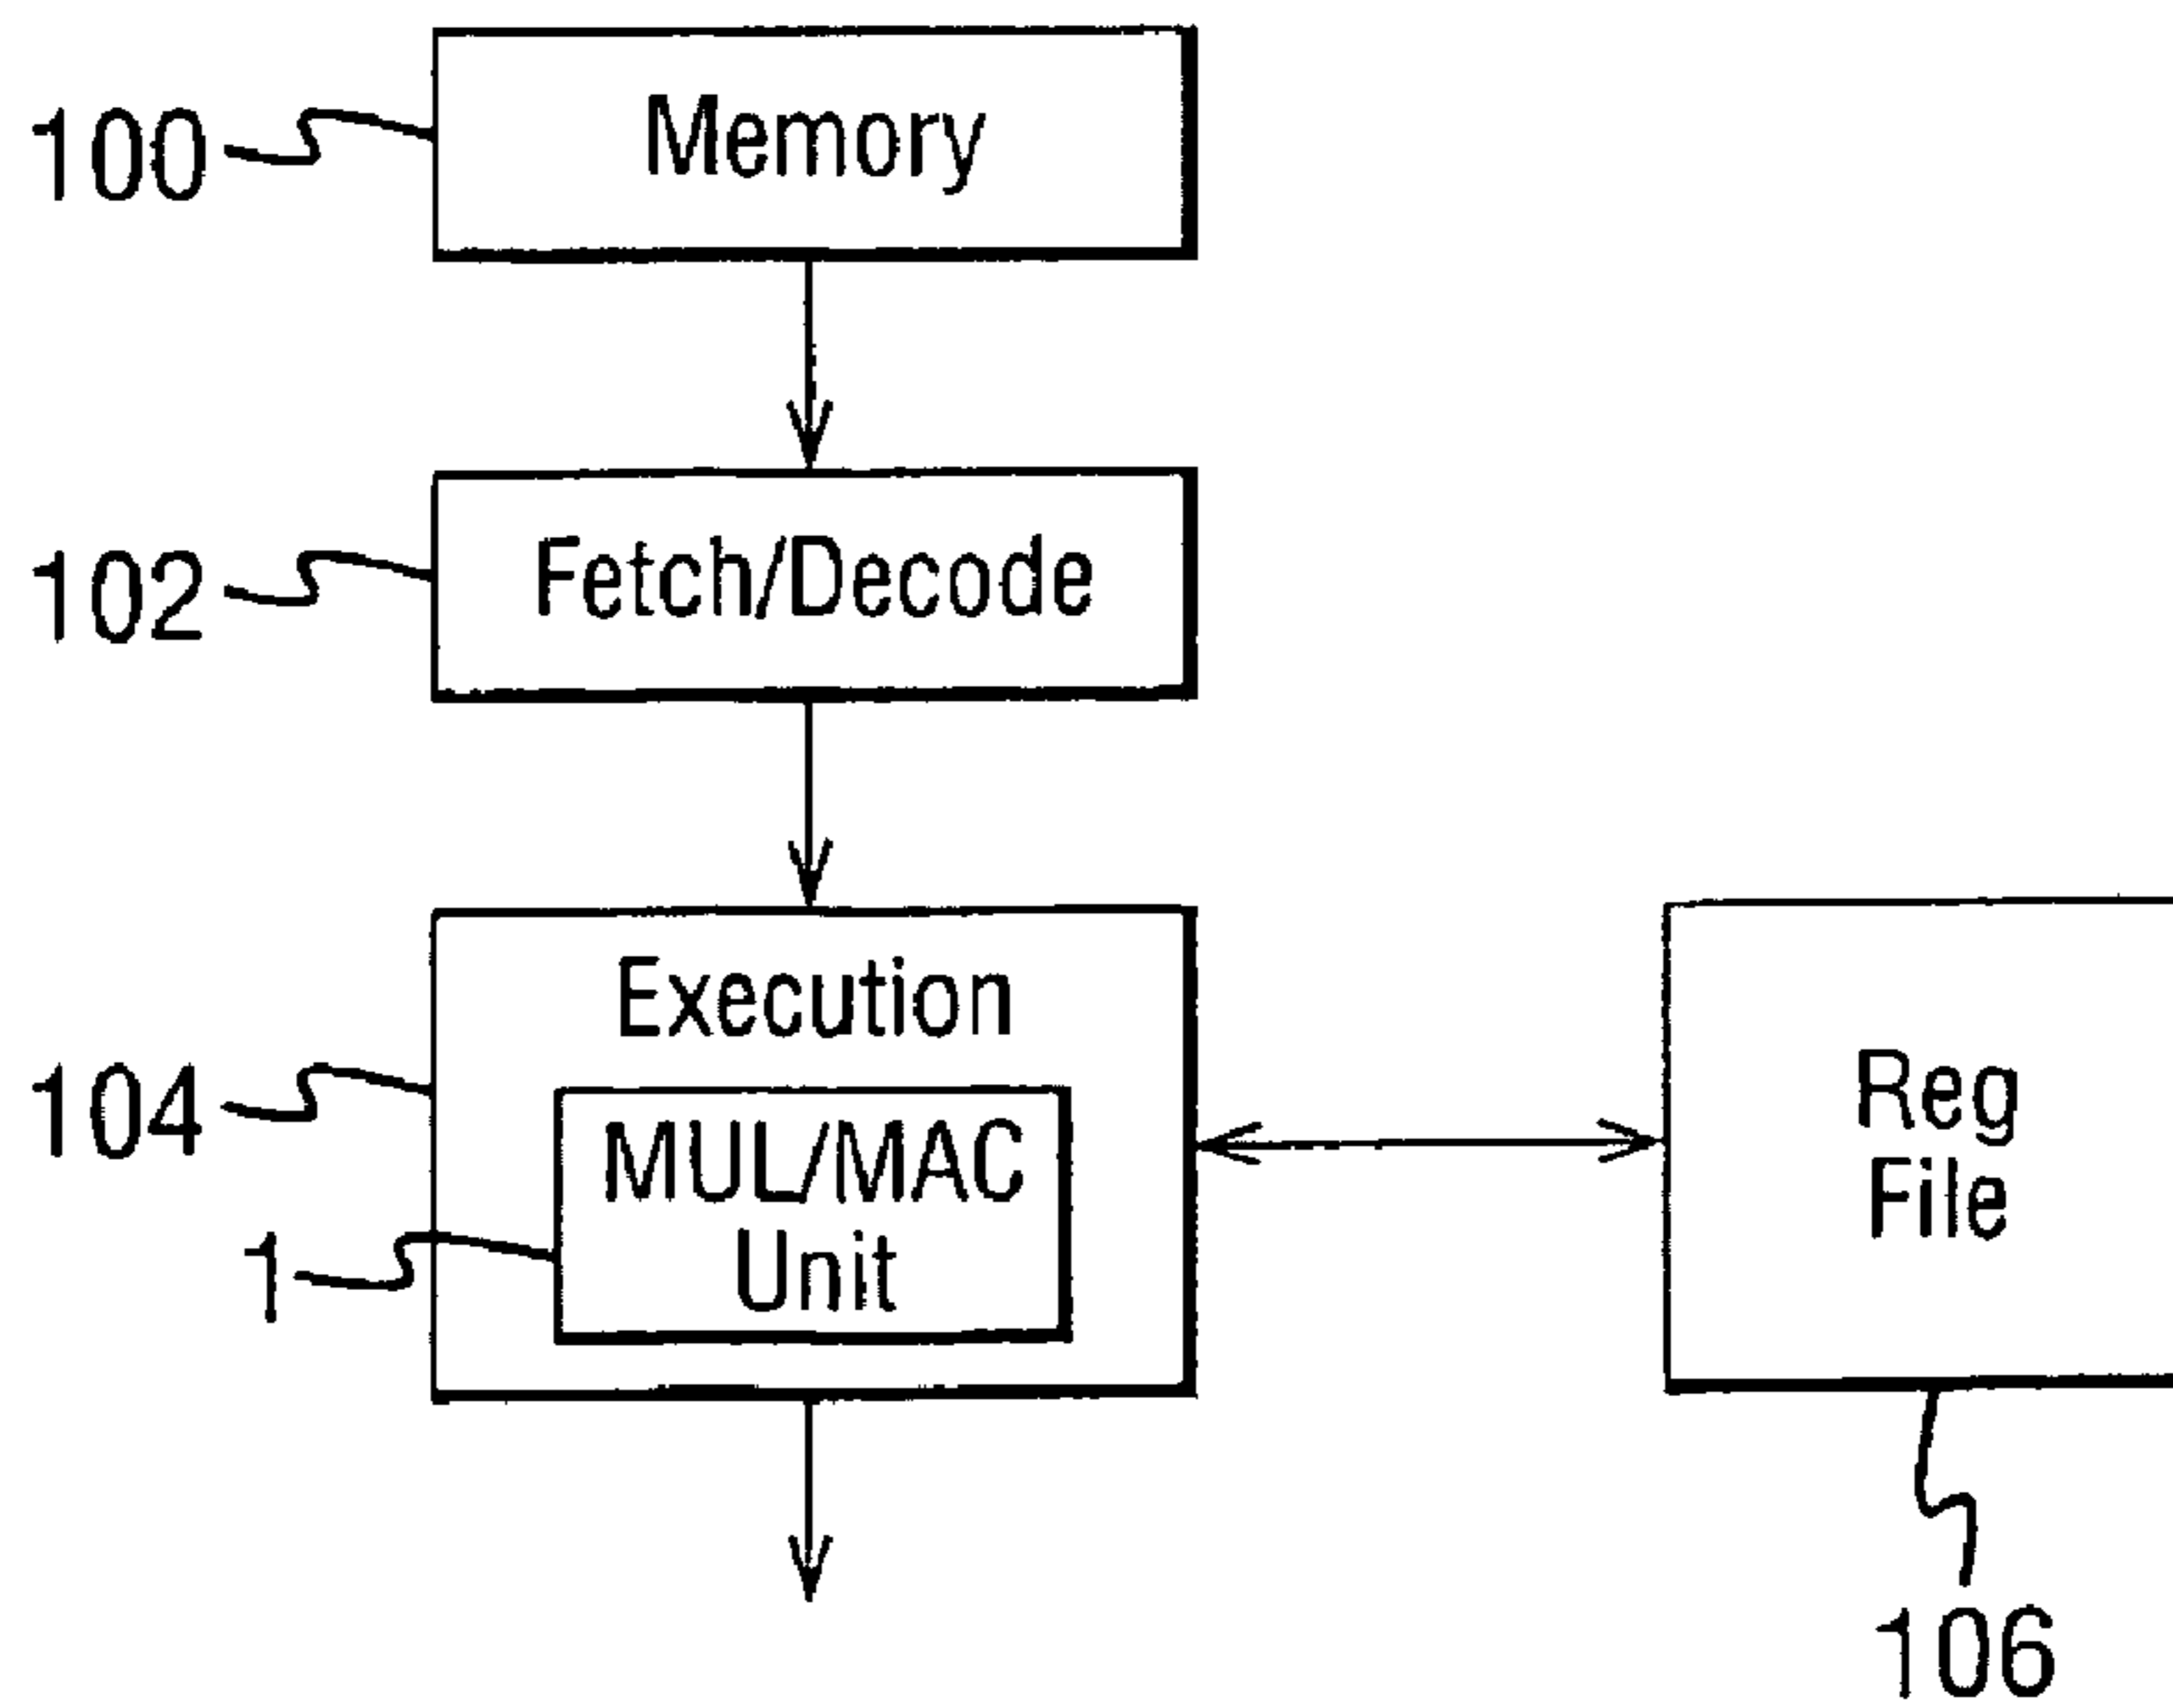 100
Memory
102
Fetch/Decode
104
Execution
1
MUL/MAC
Unit
Reg
File
106